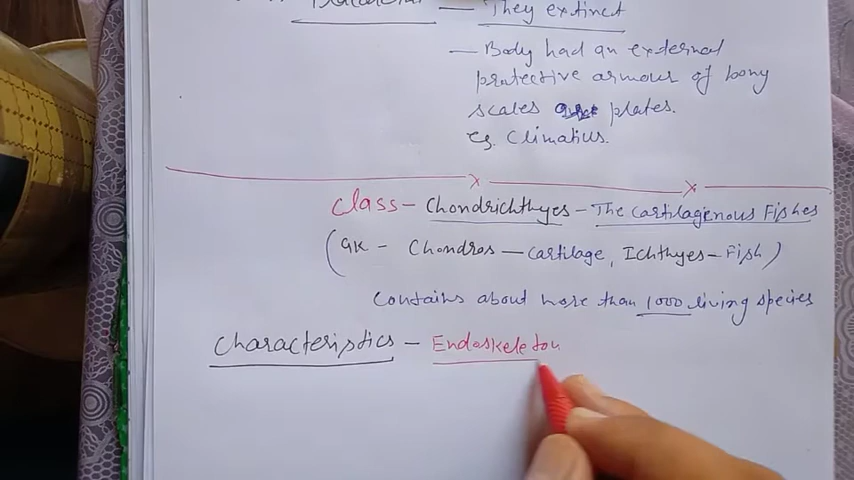 — They extinct
— Body had an external
protective armour of bony
scales plates.
eg. Climatius.
x x
Class – Chondrichthyes – The cartilagenous Fishes
(GK – Chondros – cartilage, Ichthyes – Fish)
Contains about more than 1000 living species
Characteristics – Endoskeleton